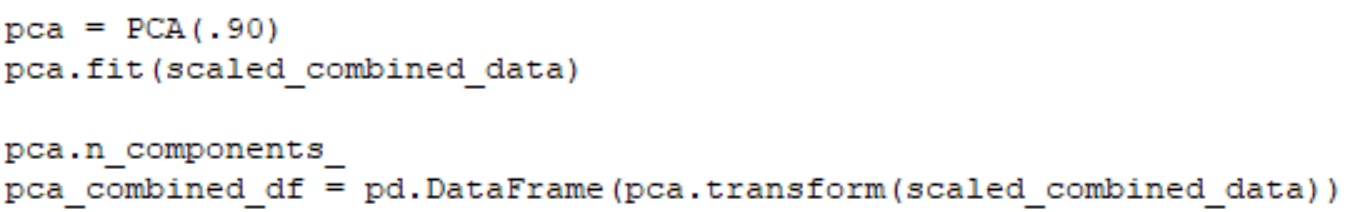 pca = PCA(.90)
pca.fit(scaled_combined_data)
pca.n_components_
pca_combined_df = pd.DataFrame(pca.transform(scaled_combined_data))